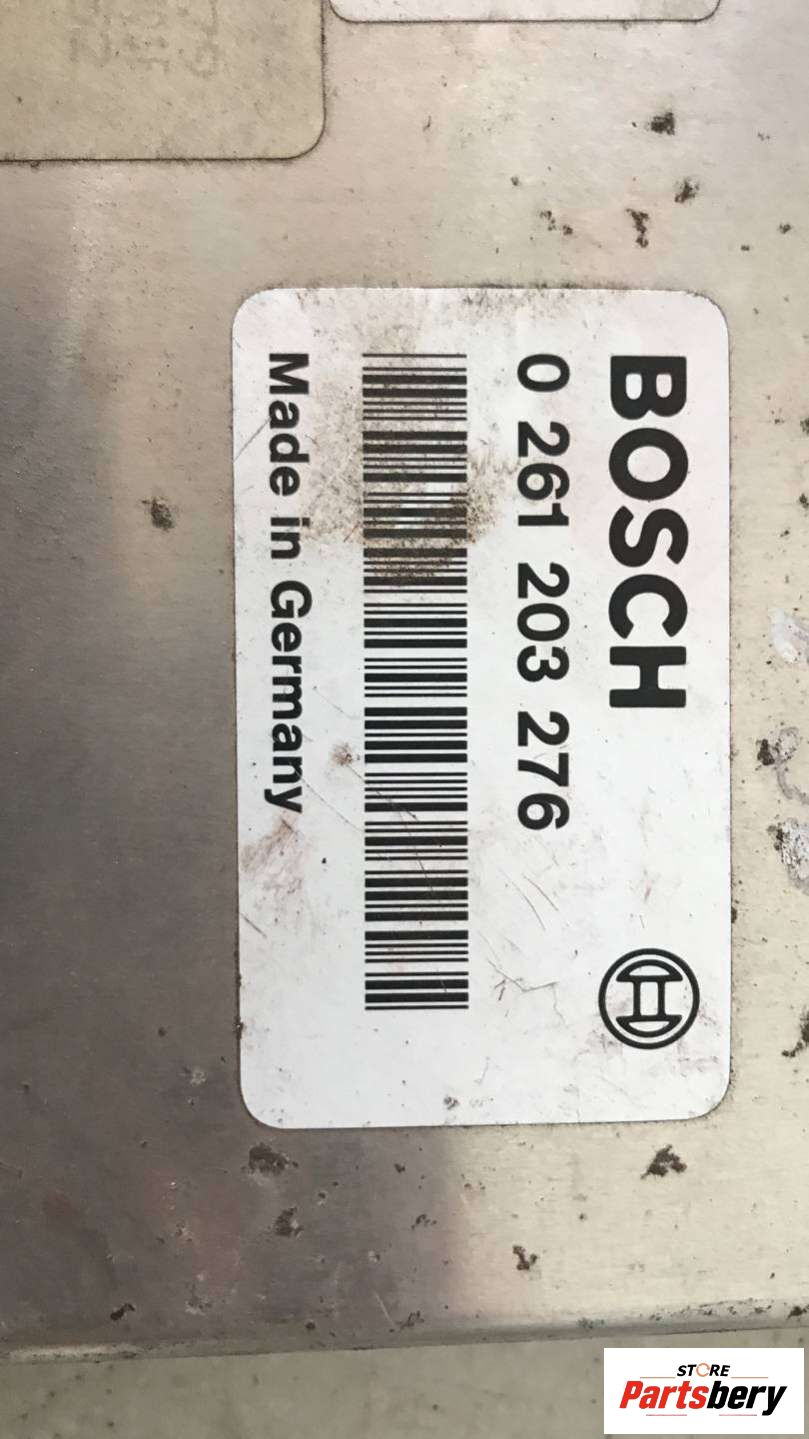 BOSCH
0 261 203 276
Made in Germany
STORE
Partsbery